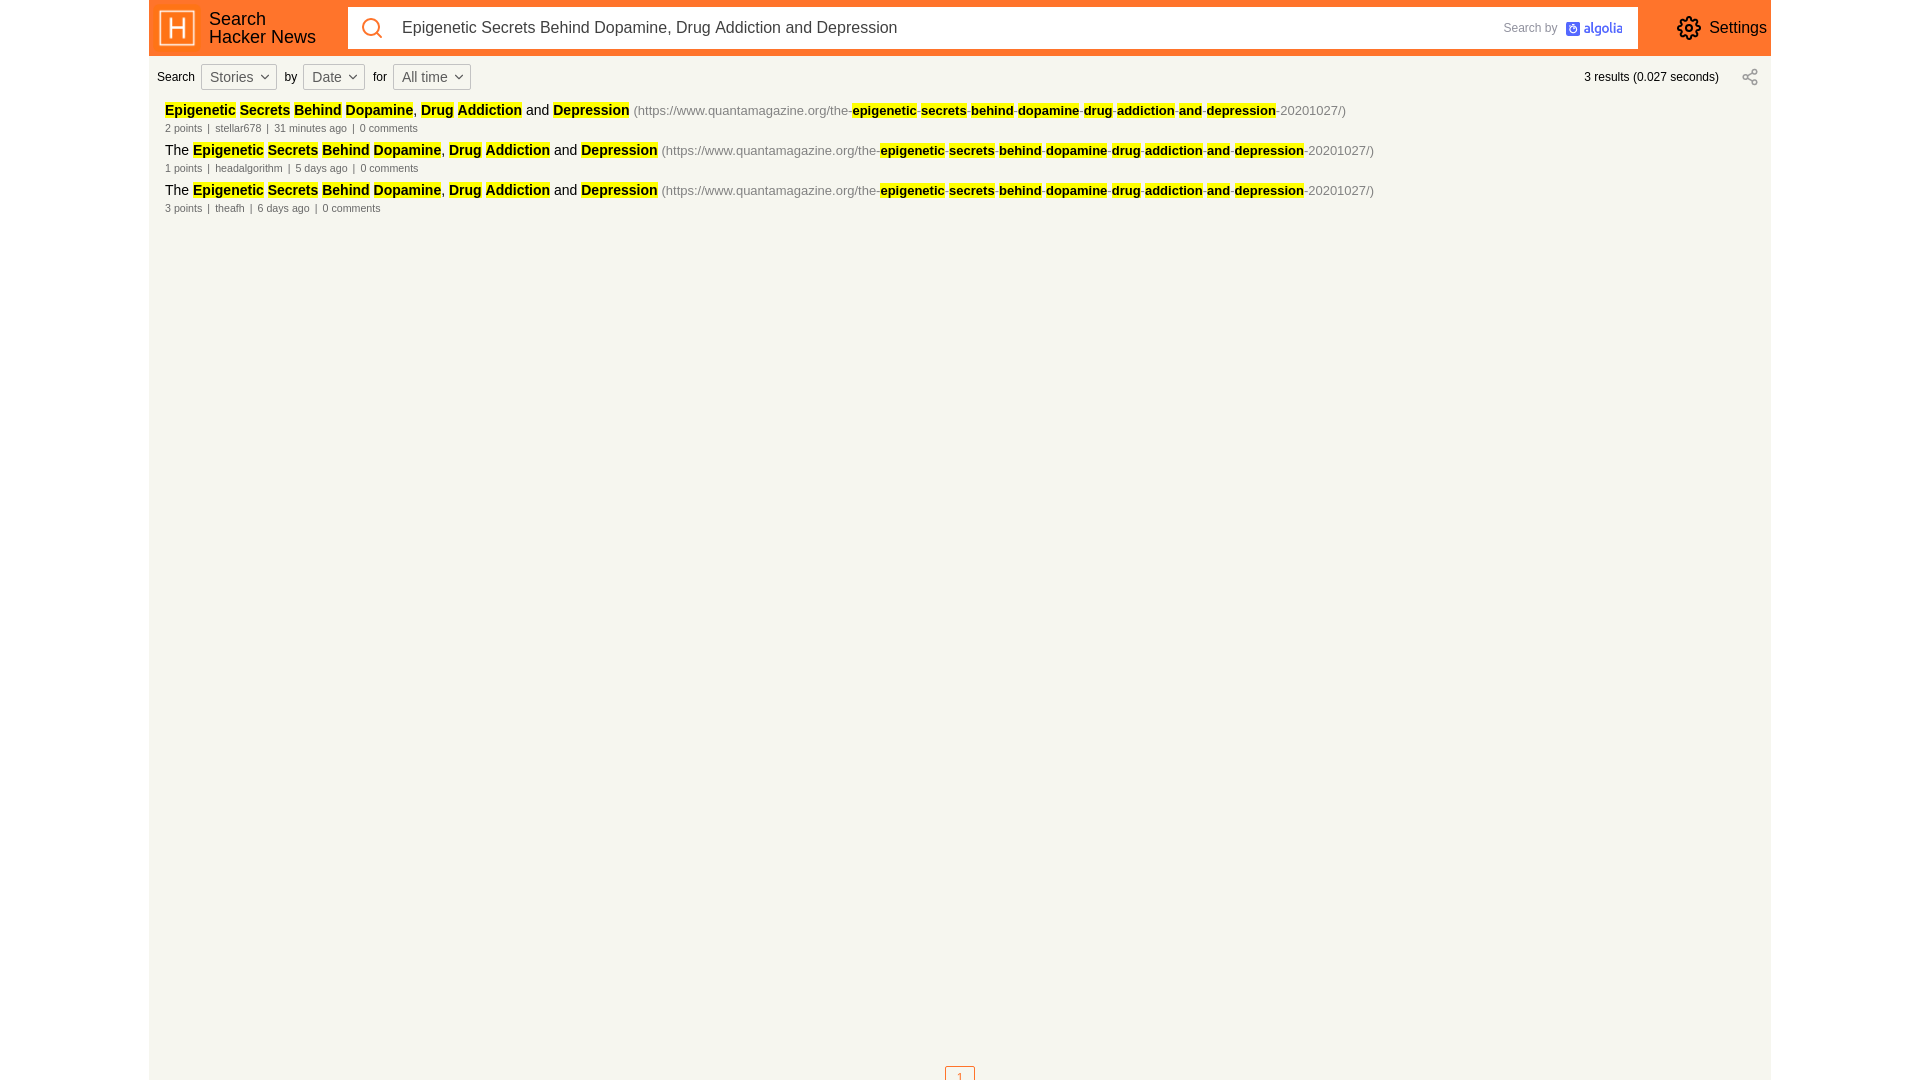 H
Search
Hacker News
Epigenetic Secrets Behind Dopamine, Drug Addiction and Depression
Search by algolia
Settings
Search Stories by Date for All time
3 results (0.027 seconds)
Epigenetic Secrets Behind Dopamine, Drug Addiction and Depression (https://www.quantamagazine.org/the-epigenetic-secrets-behind-dopamine-drug-addiction-and-depression-20201027/)
2 points | stellar678 | 31 minutes ago | 0 comments
The Epigenetic Secrets Behind Dopamine, Drug Addiction and Depression (https://www.quantamagazine.org/the-epigenetic-secrets-behind-dopamine-drug-addiction-and-depression-20201027/)
1 points | headalgorithm | 5 days ago | 0 comments
The Epigenetic Secrets Behind Dopamine, Drug Addiction and Depression (https://www.quantamagazine.org/the-epigenetic-secrets-behind-dopamine-drug-addiction-and-depression-20201027/)
3 points | theafh | 6 days ago | 0 comments
1